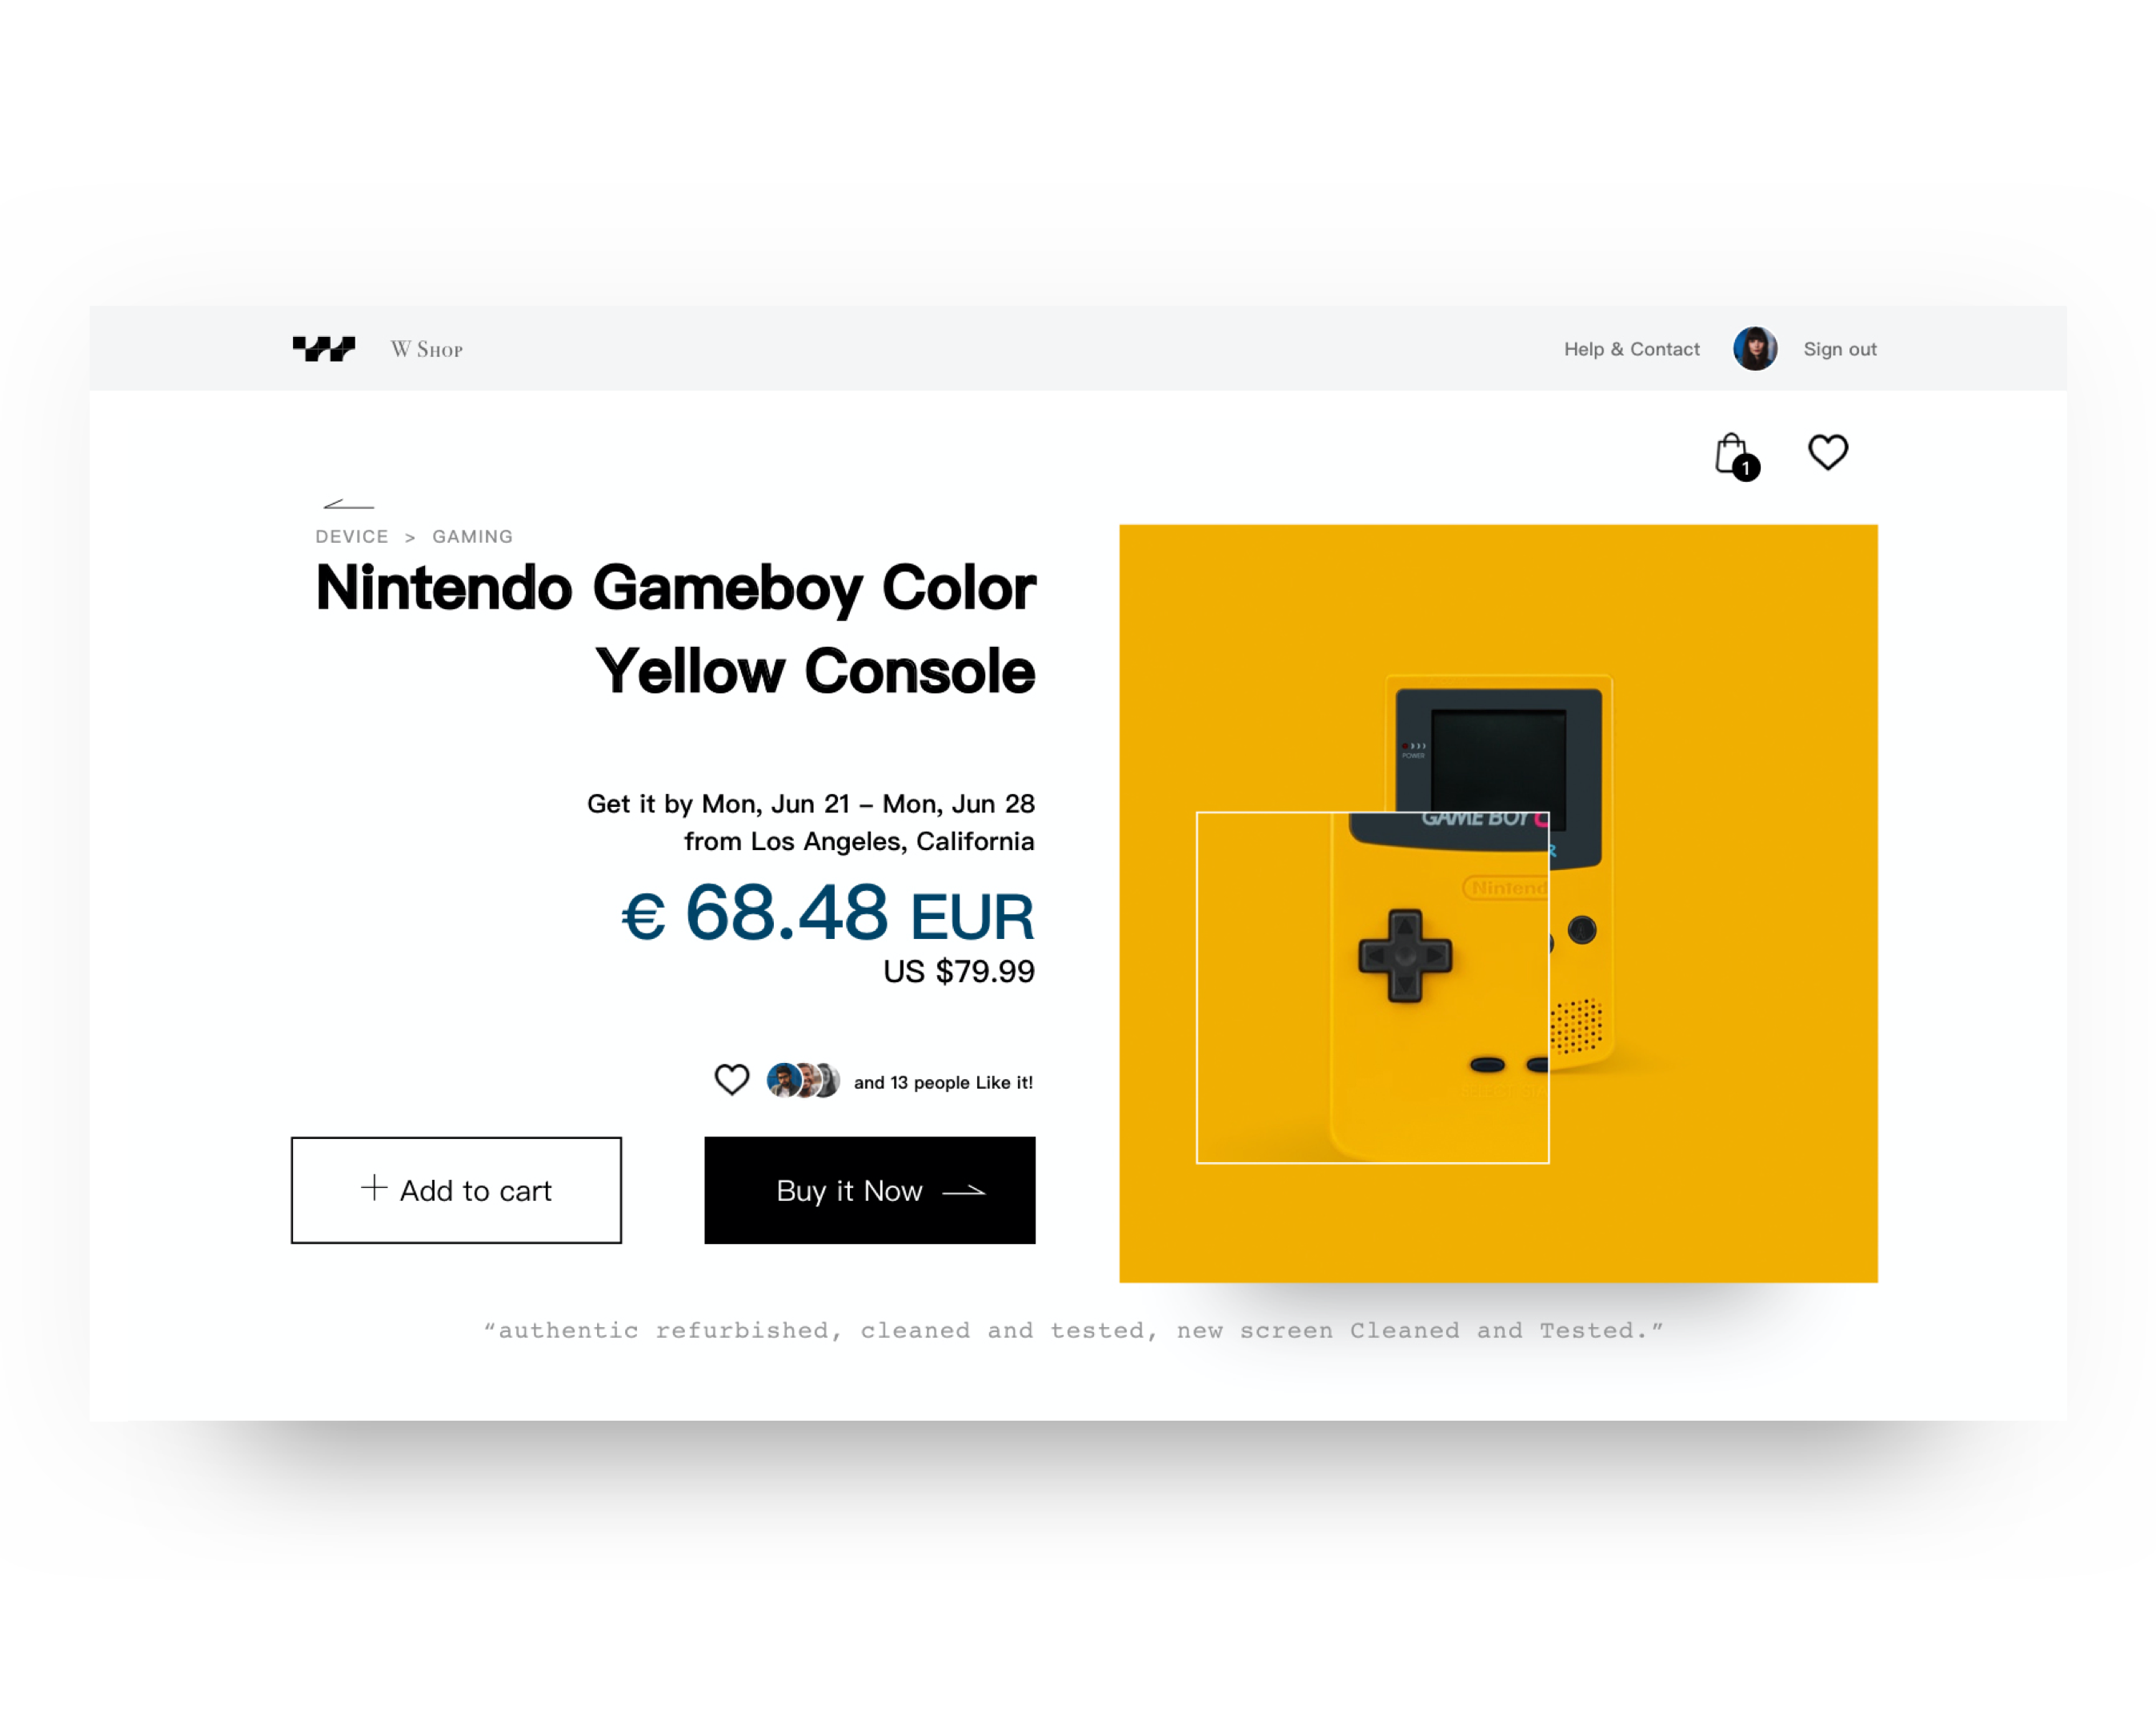 W Shop
Help & Contact
Sign out
1
DEVICE > GAMING
Nintendo Gameboy Color
Yellow Console
Get it by Mon, Jun 21 – Mon, Jun 28
from Los Angeles, California
€ 68.48 EUR
US $79.99
and 13 people Like it!
+ Add to cart
Buy it Now
POWER
GAME BOY C
R
Nintend
“authentic refurbished, cleaned and tested, new screen Cleaned and Tested.”